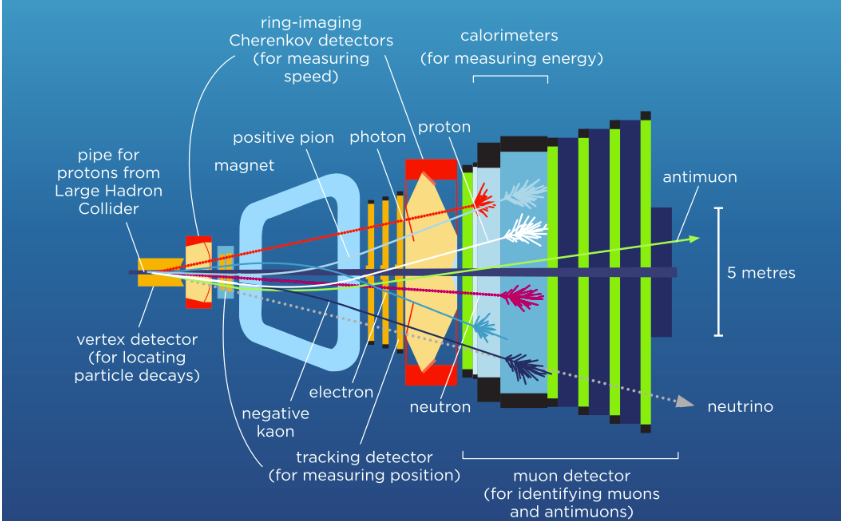 ring-imaging
Cherenkov detectors
(for measuring
speed)
calorimeters
(for measuring energy)
positive pion
photon
proton
magnet
pipe for
protons from
Large Hadron
Collider
antimuon
5 metres
vertex detector
(for locating
particle decays)
electron
negative
kaon
neutron
neutrino
tracking detector
(for measuring position)
muon detector
(for identifying muons
and antimuons)